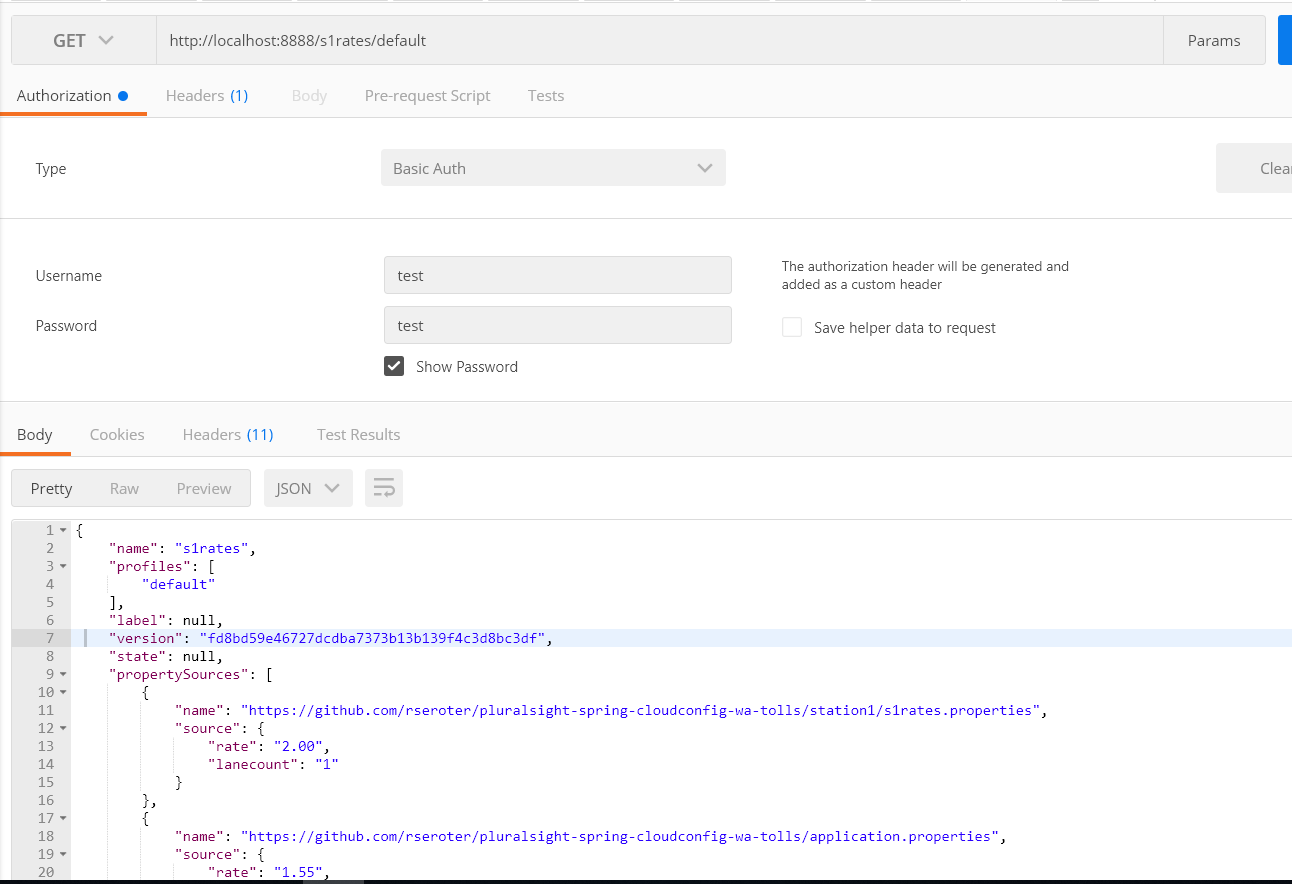 GET http://localhost:8888/s1rates/default Params
Authorization Headers (1) Body Pre-request Script Tests
Type Basic Auth Clea
Username test The authorization header will be generated and
added as a custom header
Password test Save helper data to request
Show Password
Body Cookies Headers (11) Test Results
Pretty Raw Preview JSON
1 {
2 "name": "s1rates",
3 "profiles": [
4 "default"
5 ],
6 "label": null,
7 "version": "fd8bd59e46727dcdba7373b13b139f4c3d8bc3df",
8 "state": null,
9 "propertySources": [
10 {
11 "name": "https://github.com/rseroter/pluralsight-spring-cloudconfig-wa-tolls/station1/s1rates.properties",
12 "source": {
13 "rate": "2.00",
14 "lanecount": "1"
15 }
16 },
17 {
18 "name": "https://github.com/rseroter/pluralsight-spring-cloudconfig-wa-tolls/application.properties",
19 "source": {
20 "rate": "1.55",